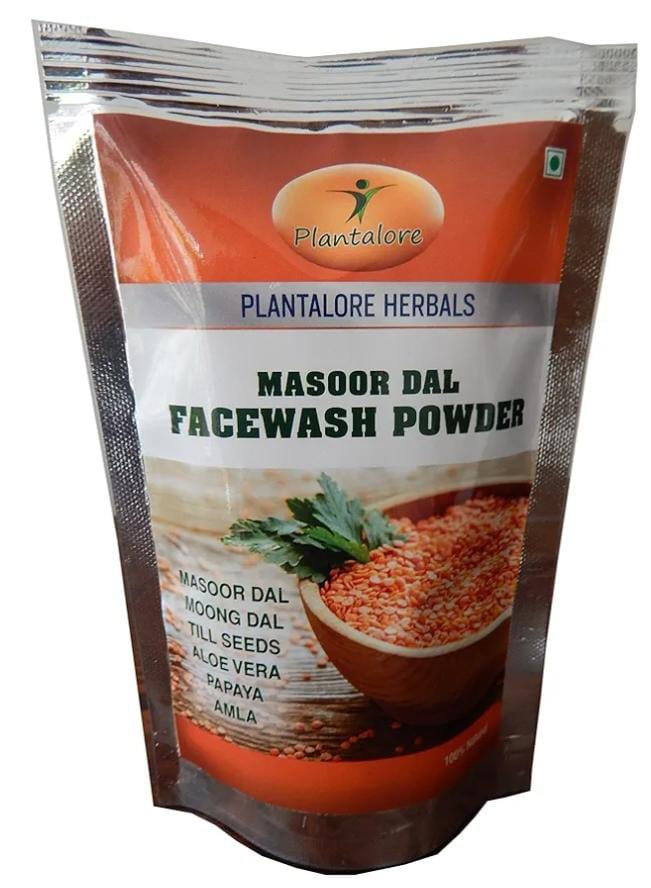 Plantalore
PLANTALORE HERBALS
MASOOR DAL
FACEWASH POWDER
MASOOR DAL
MOONG DAL
TILL SEEDS
ALOE VERA
PAPAYA
AMLA
100% Natural